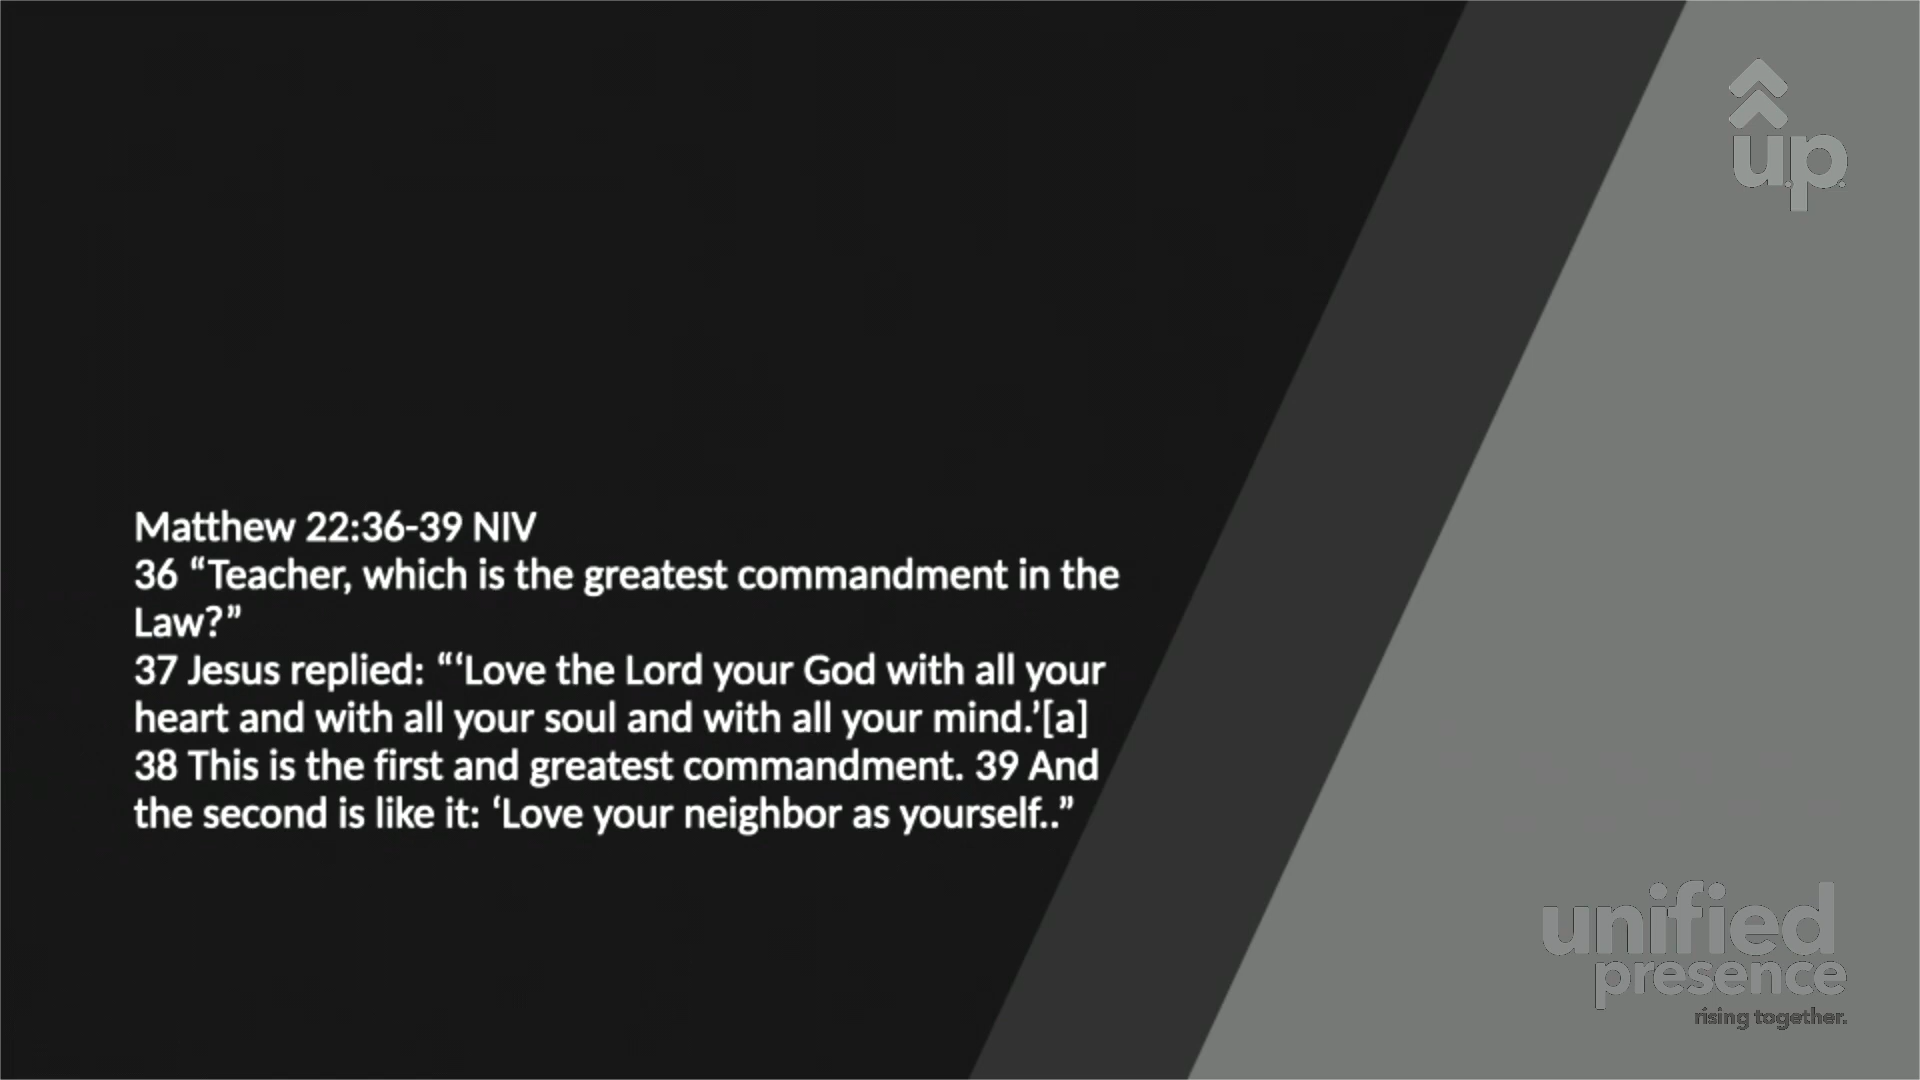 u.p.
Matthew 22:36-39 NIV
36 “Teacher, which is the greatest commandment in the
Law?”
37 Jesus replied: “‘Love the Lord your God with all your
heart and with all your soul and with all your mind.’[a]
38 This is the first and greatest commandment. 39 And
the second is like it: ‘Love your neighbor as yourself..”
unified
presence
rising together.